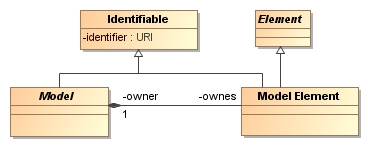 Identifiable
-identifier : URI
Element
Model
-owner
1
-ownes
Model Element